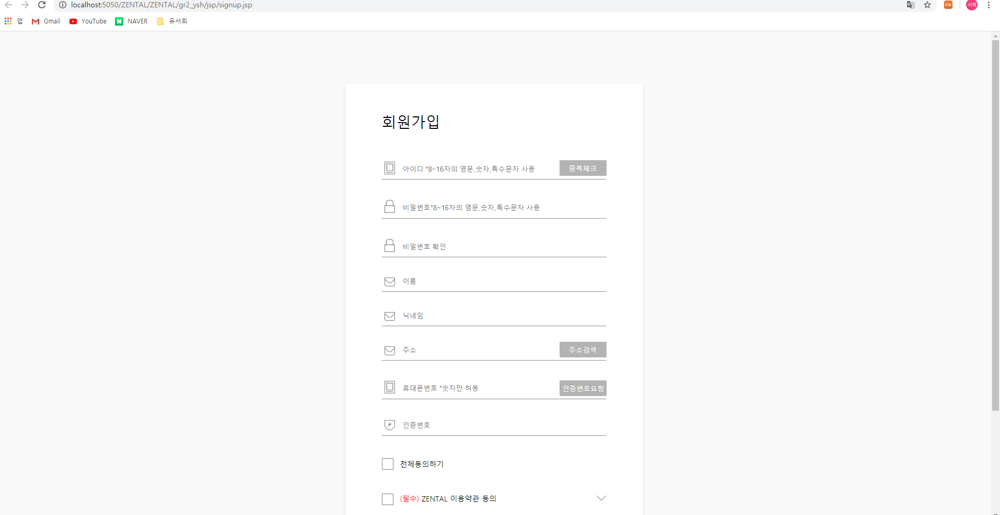 localhost:5050/ZENTAL/ZENTAL/gr2_ysh/jsp/signup.jsp
서희
앱 Gmail YouTube NAVER 유서희
회원가입
아이디 *8~16자의 영문,숫자,특수문자 사용 중복체크
비밀번호*8~16자의 영문,숫자,특수문자 사용
비밀번호 확인
이름
닉네임
주소 주소검색
휴대폰번호 *숫자만 허용 인증번호요청
인증번호
전체동의하기
(필수) ZENTAL 이용약관 동의